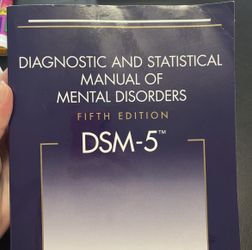 DIAGNOSTIC AND STATISTICAL
MANUAL OF
MENTAL DISORDERS
FIFTH EDITION
DSM-5™